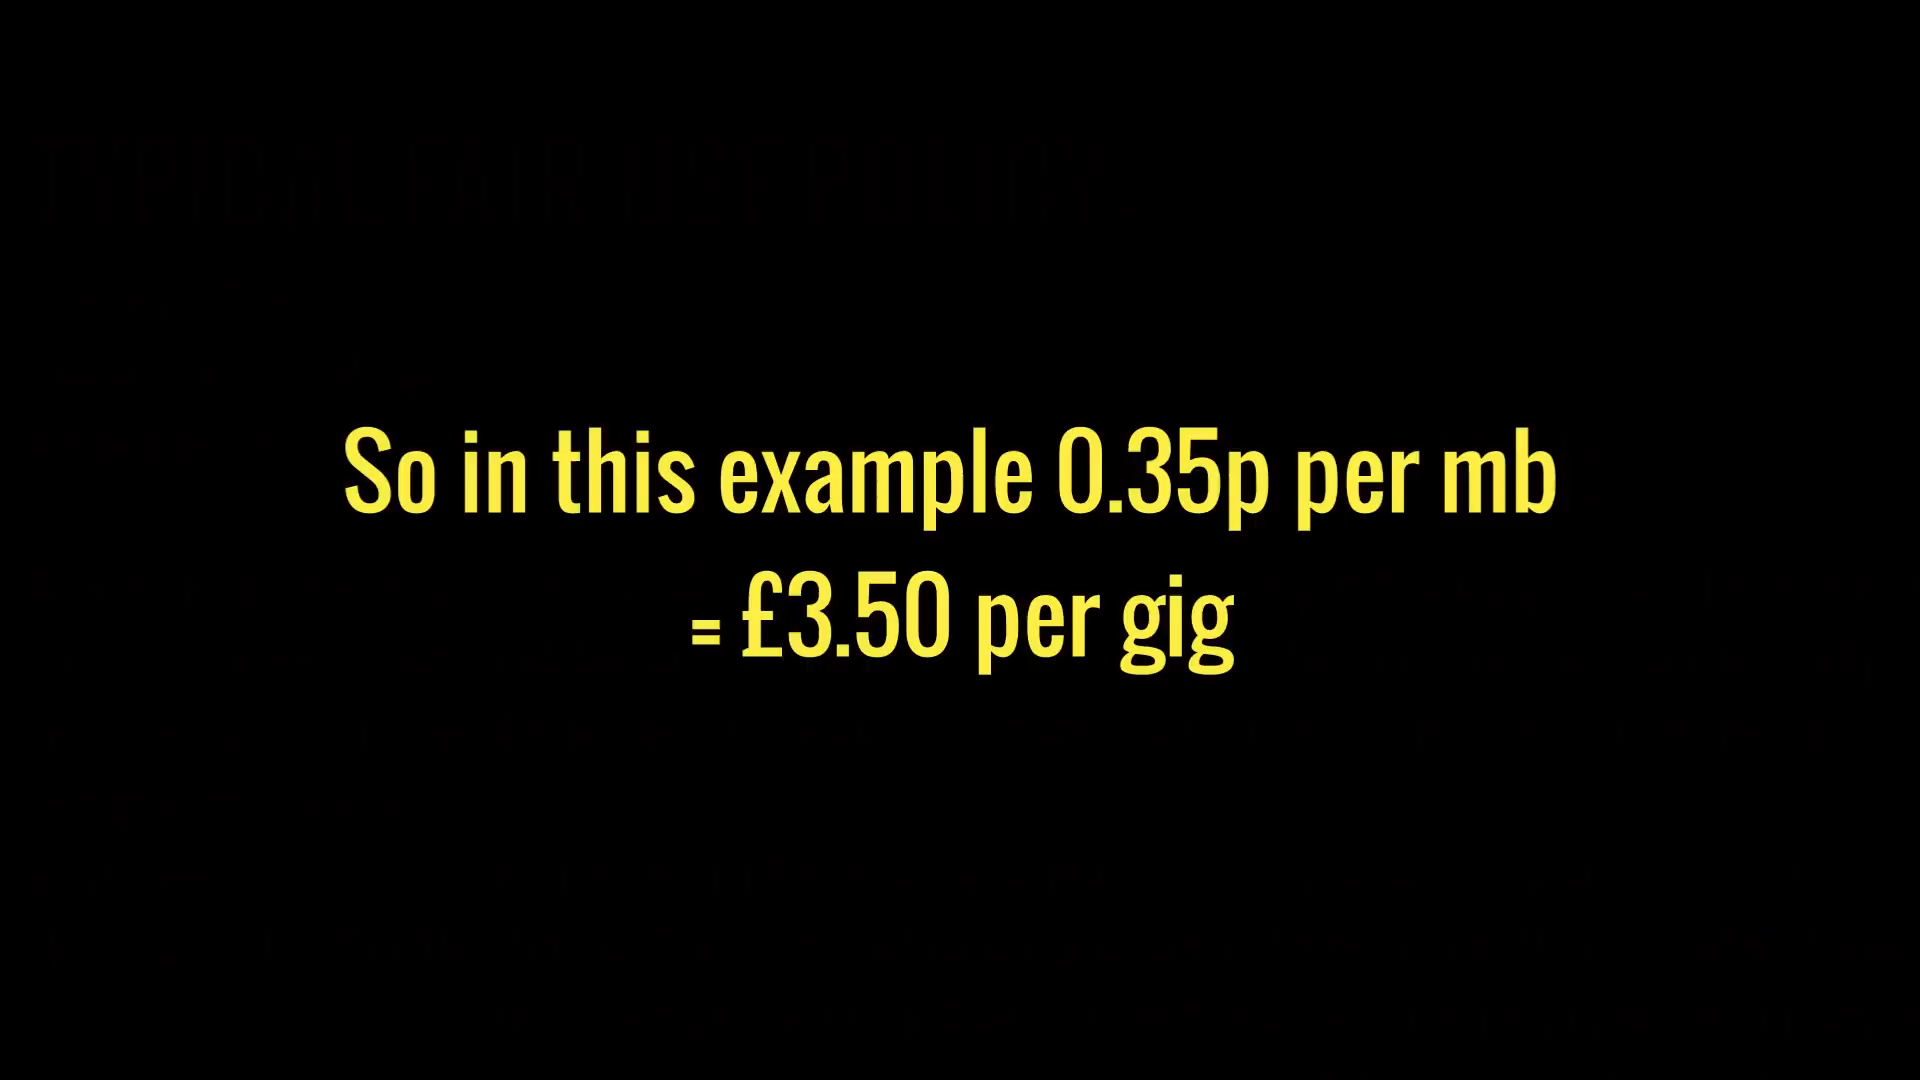 So in this example 0.35p per mb
= £3.50 per gig